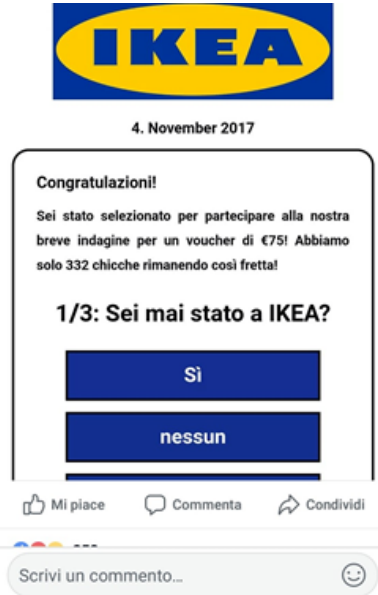 IKEA
4. November 2017
Congratulazioni!
Sei stato selezionato per partecipare alla nostra
breve indagine per un voucher di €75! Abbiamo
solo 332 chicche rimanendo così fretta!
1/3: Sei mai stato a IKEA?
Sì
nessun
Mi piace Commenta Condividi
Scrivi un commento...